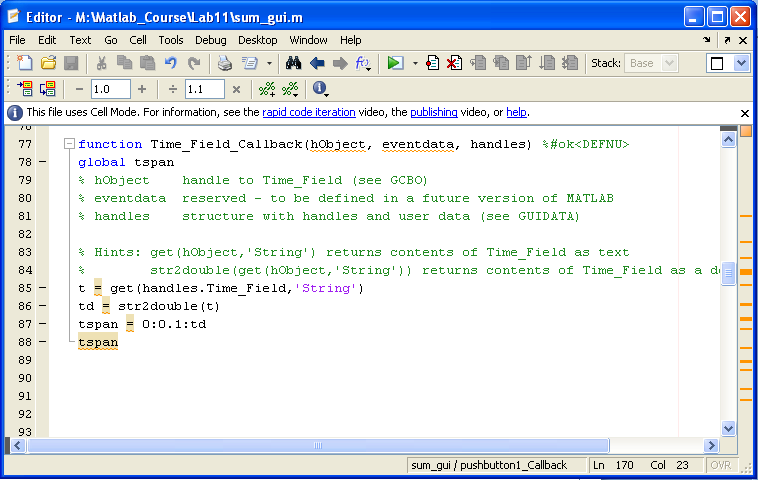 Editor - M:\Matlab_Course\Lab11\sum_gui.m
File Edit Text Go Cell Tools Debug Desktop Window Help
Stack: Base
- 1.0 + ÷ 1.1 ×
This file uses Cell Mode. For information, see the rapid code iteration video, the publishing video, or help.
76
77 function Time_Field_Callback(hObject, eventdata, handles) %#ok<DEFNU>
78 - global tspan
79 % hObject    handle to Time_Field (see GCBO)
80 % eventdata  reserved - to be defined in a future version of MATLAB
81 % handles    structure with handles and user data (see GUIDATA)
82
83 % Hints: get(hObject,'String') returns contents of Time_Field as text
84 %        str2double(get(hObject,'String')) returns contents of Time_Field as a do
85 - t = get(handles.Time_Field,'String')
86 - td = str2double(t)
87 - tspan = 0:0.1:td
88 - tspan
89
90
91
92
93
sum_gui / pushbutton1_Callback Ln 170 Col 23 OVR